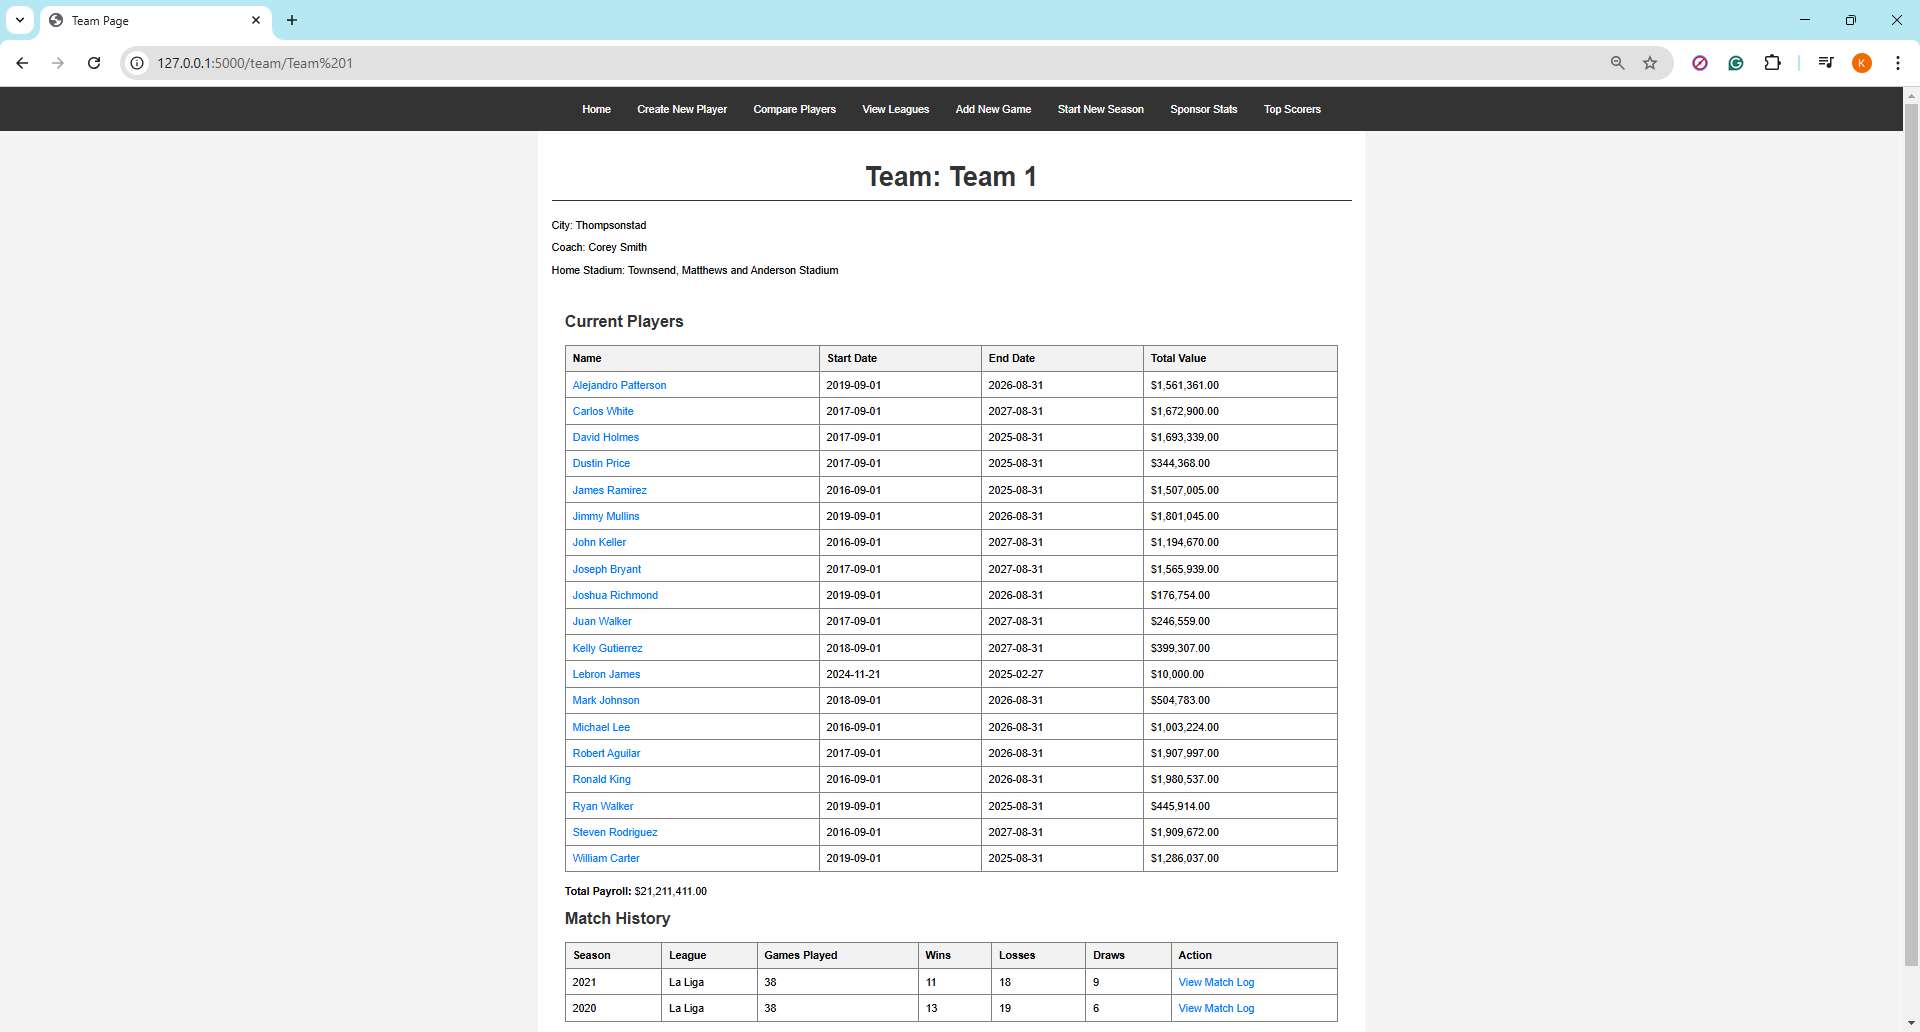 Team Page
127.0.0.1:5000/team/Team%201
K
Home Create New Player Compare Players View Leagues Add New Game Start New Season Sponsor Stats Top Scorers
Team: Team 1
City: Thompsonstad
Coach: Corey Smith
Home Stadium: Townsend, Matthews and Anderson Stadium
Current Players
Name Start Date End Date Total Value
Alejandro Patterson 2019-09-01 2026-08-31 $1,561,361.00
Carlos White 2017-09-01 2027-08-31 $1,672,900.00
David Holmes 2017-09-01 2025-08-31 $1,693,339.00
Dustin Price 2017-09-01 2025-08-31 $344,368.00
James Ramirez 2016-09-01 2025-08-31 $1,507,005.00
Jimmy Mullins 2019-09-01 2026-08-31 $1,801,045.00
John Keller 2016-09-01 2027-08-31 $1,194,670.00
Joseph Bryant 2017-09-01 2027-08-31 $1,565,939.00
Joshua Richmond 2019-09-01 2026-08-31 $176,754.00
Juan Walker 2017-09-01 2027-08-31 $246,559.00
Kelly Gutierrez 2018-09-01 2027-08-31 $399,307.00
Lebron James 2024-11-21 2025-02-27 $10,000.00
Mark Johnson 2018-09-01 2026-08-31 $504,783.00
Michael Lee 2016-09-01 2026-08-31 $1,003,224.00
Robert Aguilar 2017-09-01 2026-08-31 $1,907,997.00
Ronald King 2016-09-01 2026-08-31 $1,980,537.00
Ryan Walker 2019-09-01 2025-08-31 $445,914.00
Steven Rodriguez 2016-09-01 2027-08-31 $1,909,672.00
William Carter 2019-09-01 2025-08-31 $1,286,037.00
Total Payroll: $21,211,411.00
Match History
Season League Games Played Wins Losses Draws Action
2021 La Liga 38 11 18 9 View Match Log
2020 La Liga 38 13 19 6 View Match Log